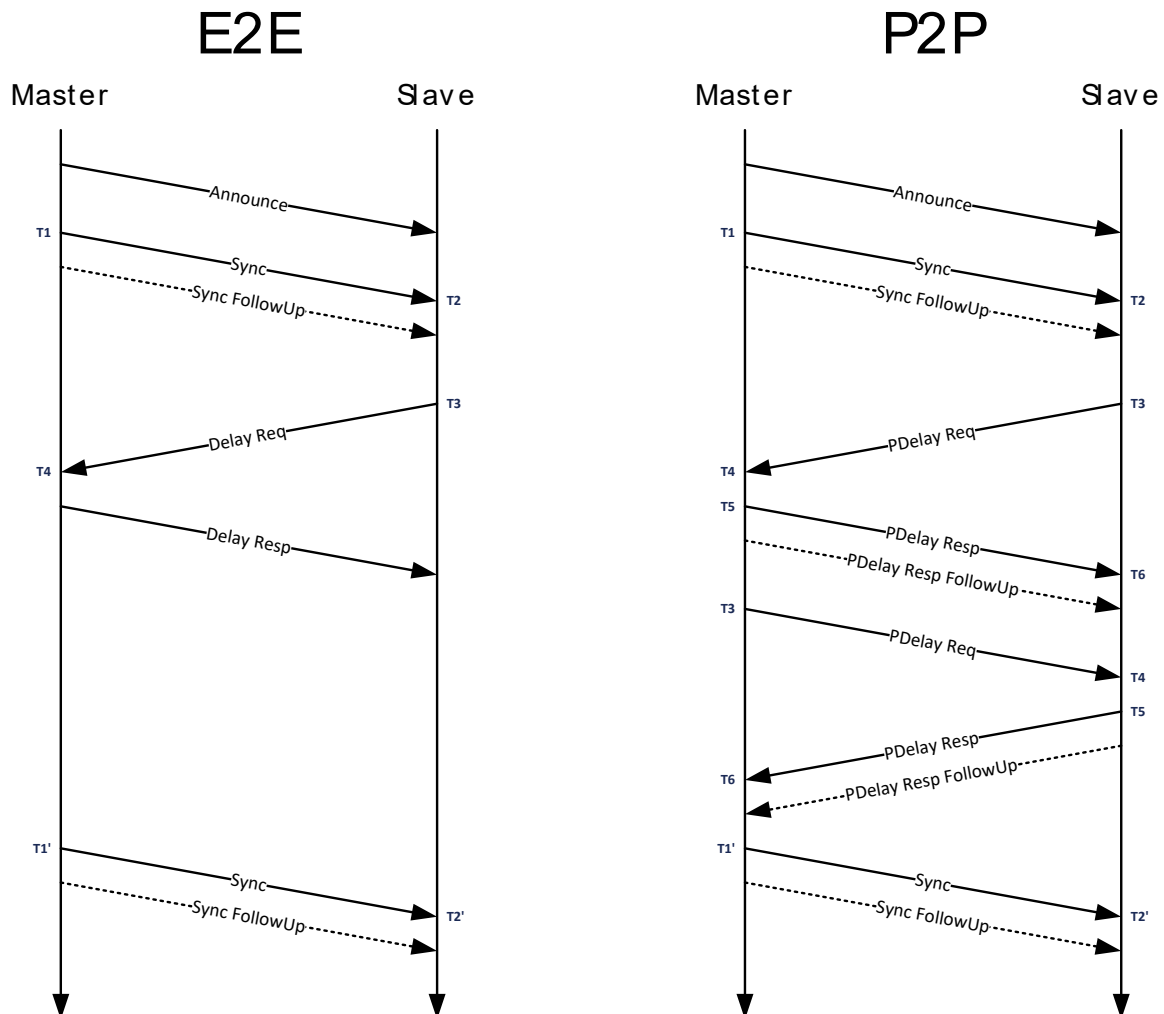 E2E
Master
Slave
Announce
T1
Sync
Sync FollowUp
T2
T3
Delay Req
T4
Delay Resp
T1'
Sync
Sync FollowUp
T2'
P2P
Master
Slave
Announce
T1
Sync
Sync FollowUp
T2
T3
PDelay Req
T4
T5
PDelay Resp
PDelay Resp FollowUp
T6
T3
PDelay Req
T4
T5
PDelay Resp
PDelay Resp FollowUp
T6
T1'
Sync
Sync FollowUp
T2'